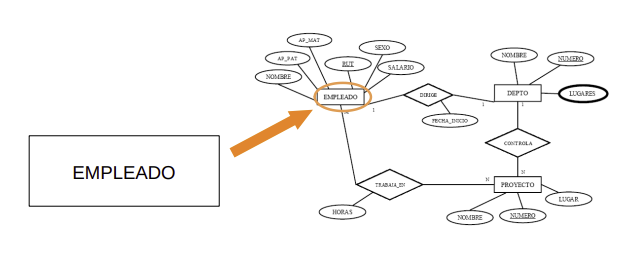 AP_MAT
SEXO
AP_PAT
RUT
SALARIO
NOMBRE
EMPLEADO
1
DIRIGE
1
FECHA_INICIO
NOMBRE
NUMERO
DEPTO
LUGARES
1
CONTROLA
N
EMPLEADO
M
TRABAJA_EN
N
PROYECTO
HORAS
NOMBRE
NUMERO
LUGAR